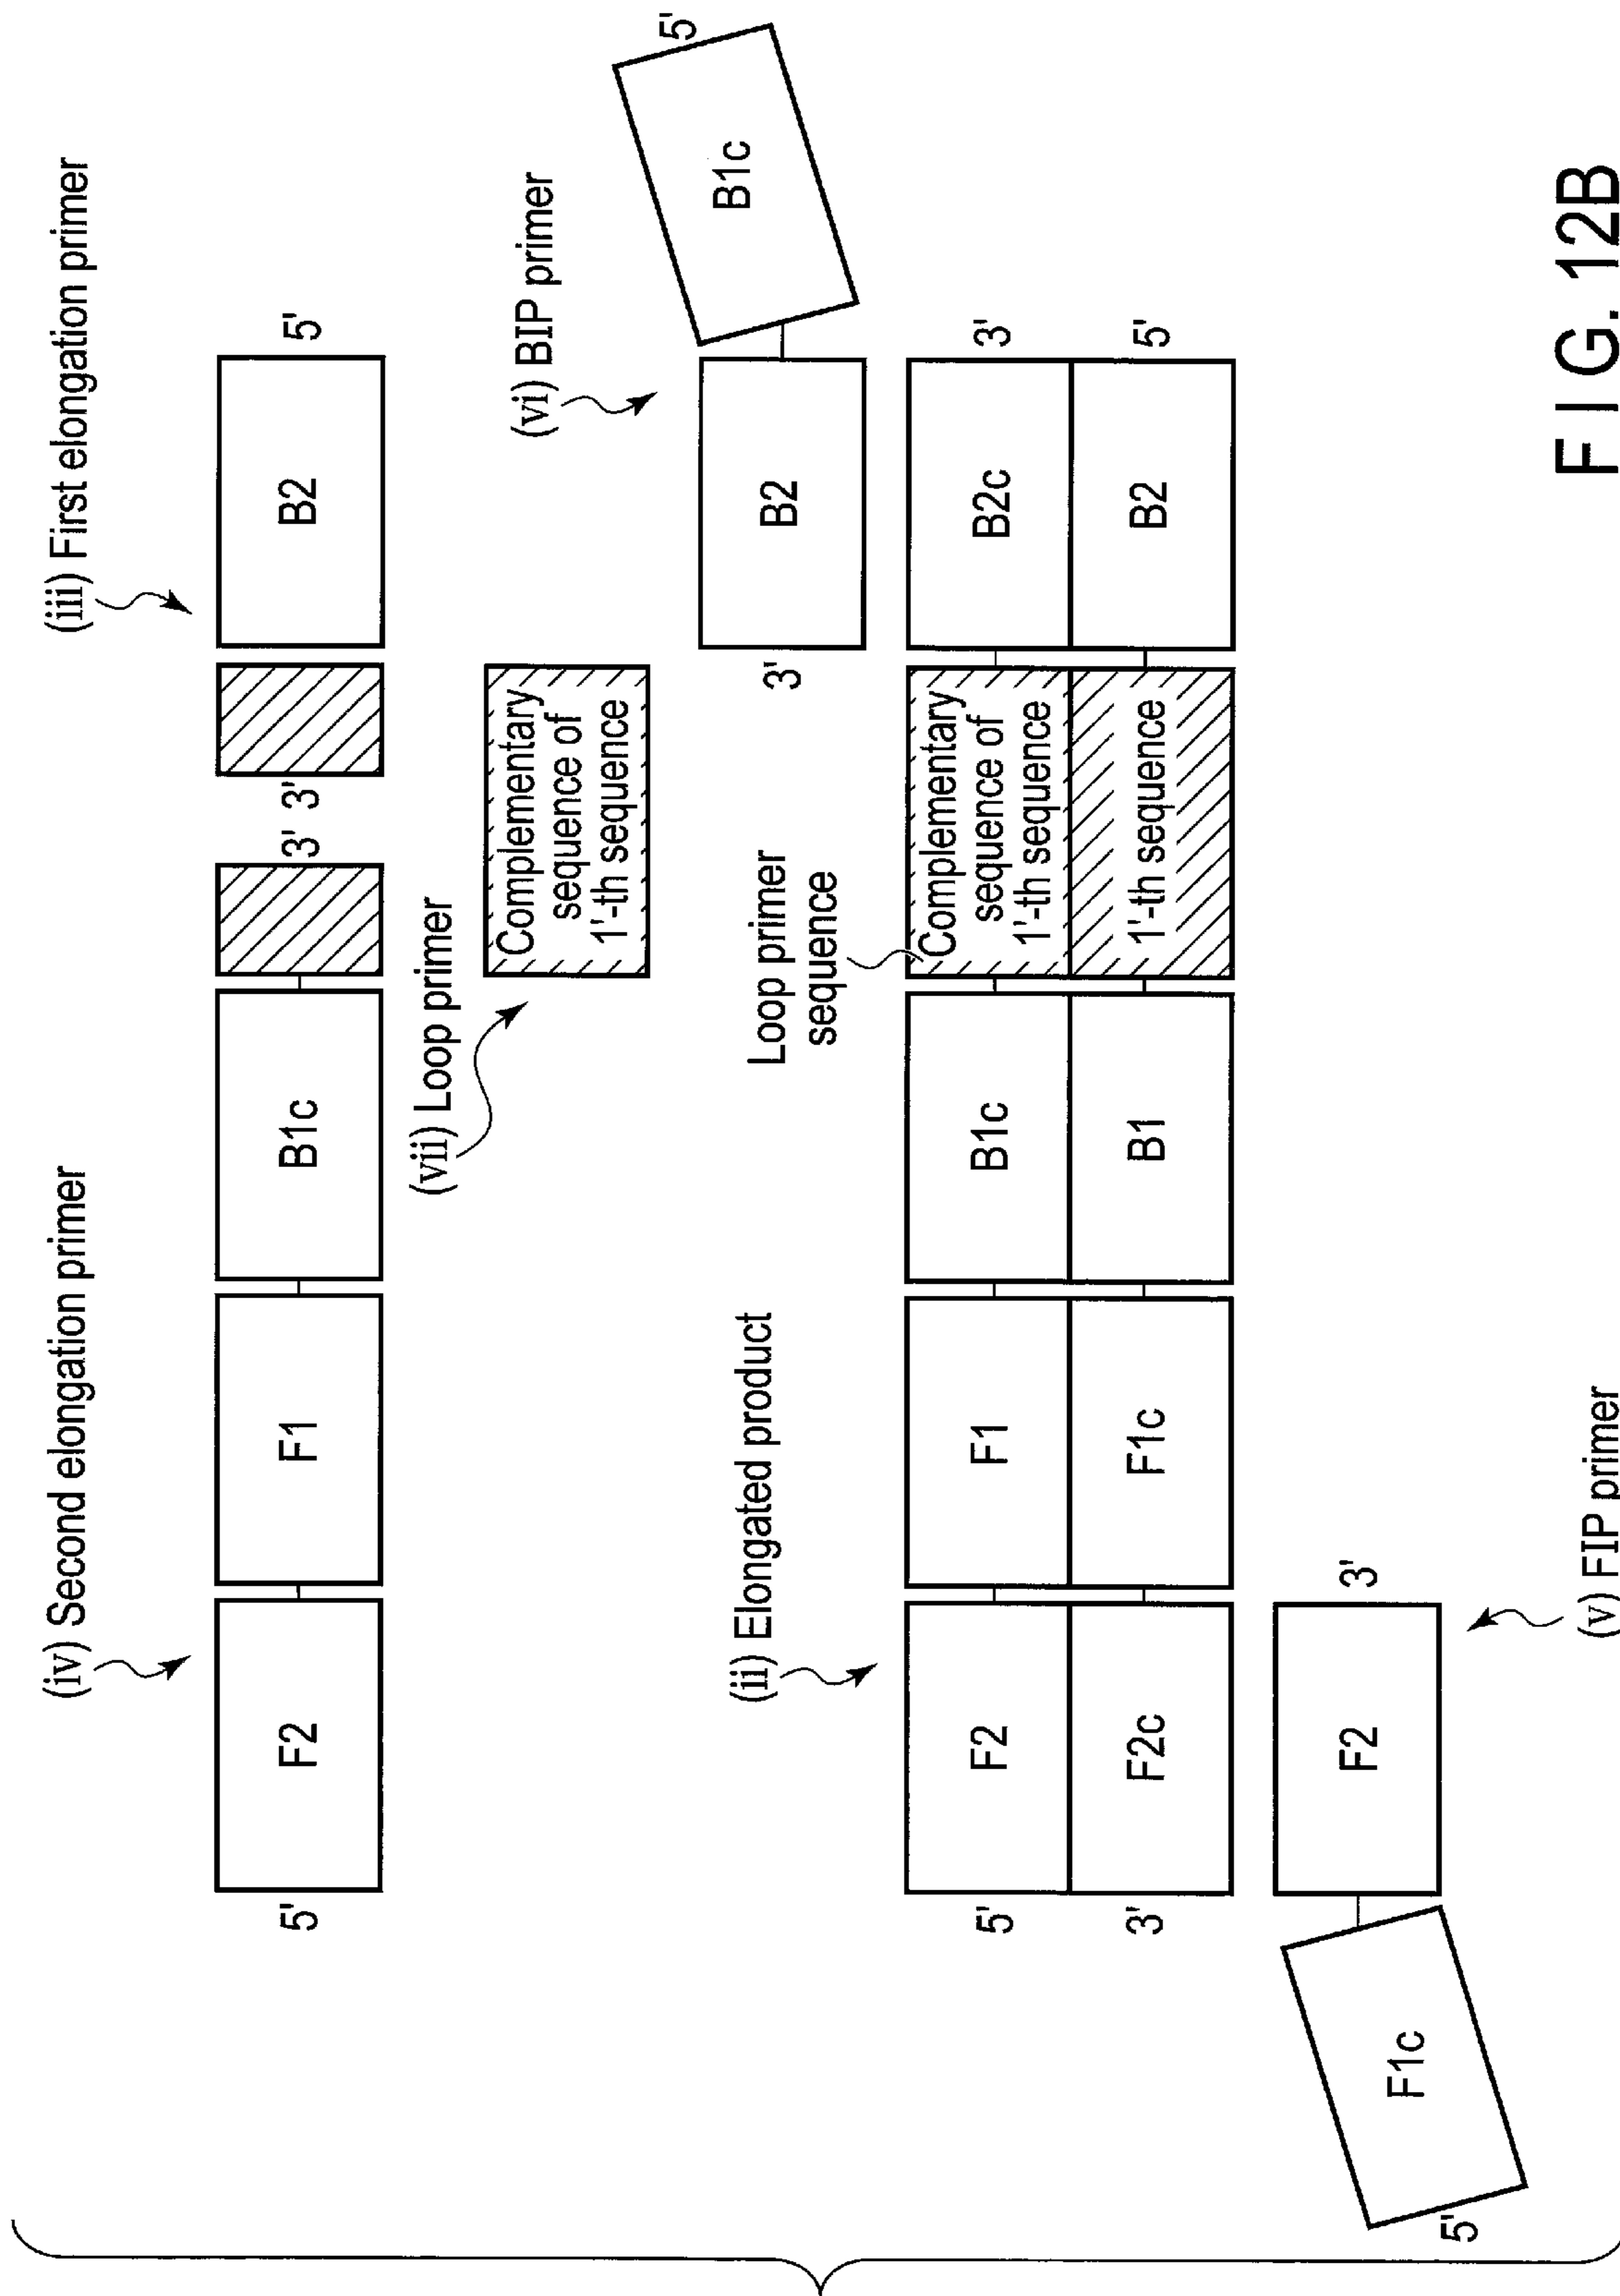 (iv) Second elongation primer
(iii) First elongation primer
5'
F2
F1
B1c
3'
3'
B2
5'
(vii) Loop primer
Complementary
sequence of
1'-th sequence
(vi) BIP primer
3'
B2
B1c
5'
(ii) Elongated product
Loop primer
sequence
5'
F2
F1
B1c
Complementary
sequence of
1'-th sequence
B2c
3'
3'
F2c
F1c
B1
1'-th sequence
B2
5'
5'
F1c
F2
3'
(v) FIP primer
FIG. 12B